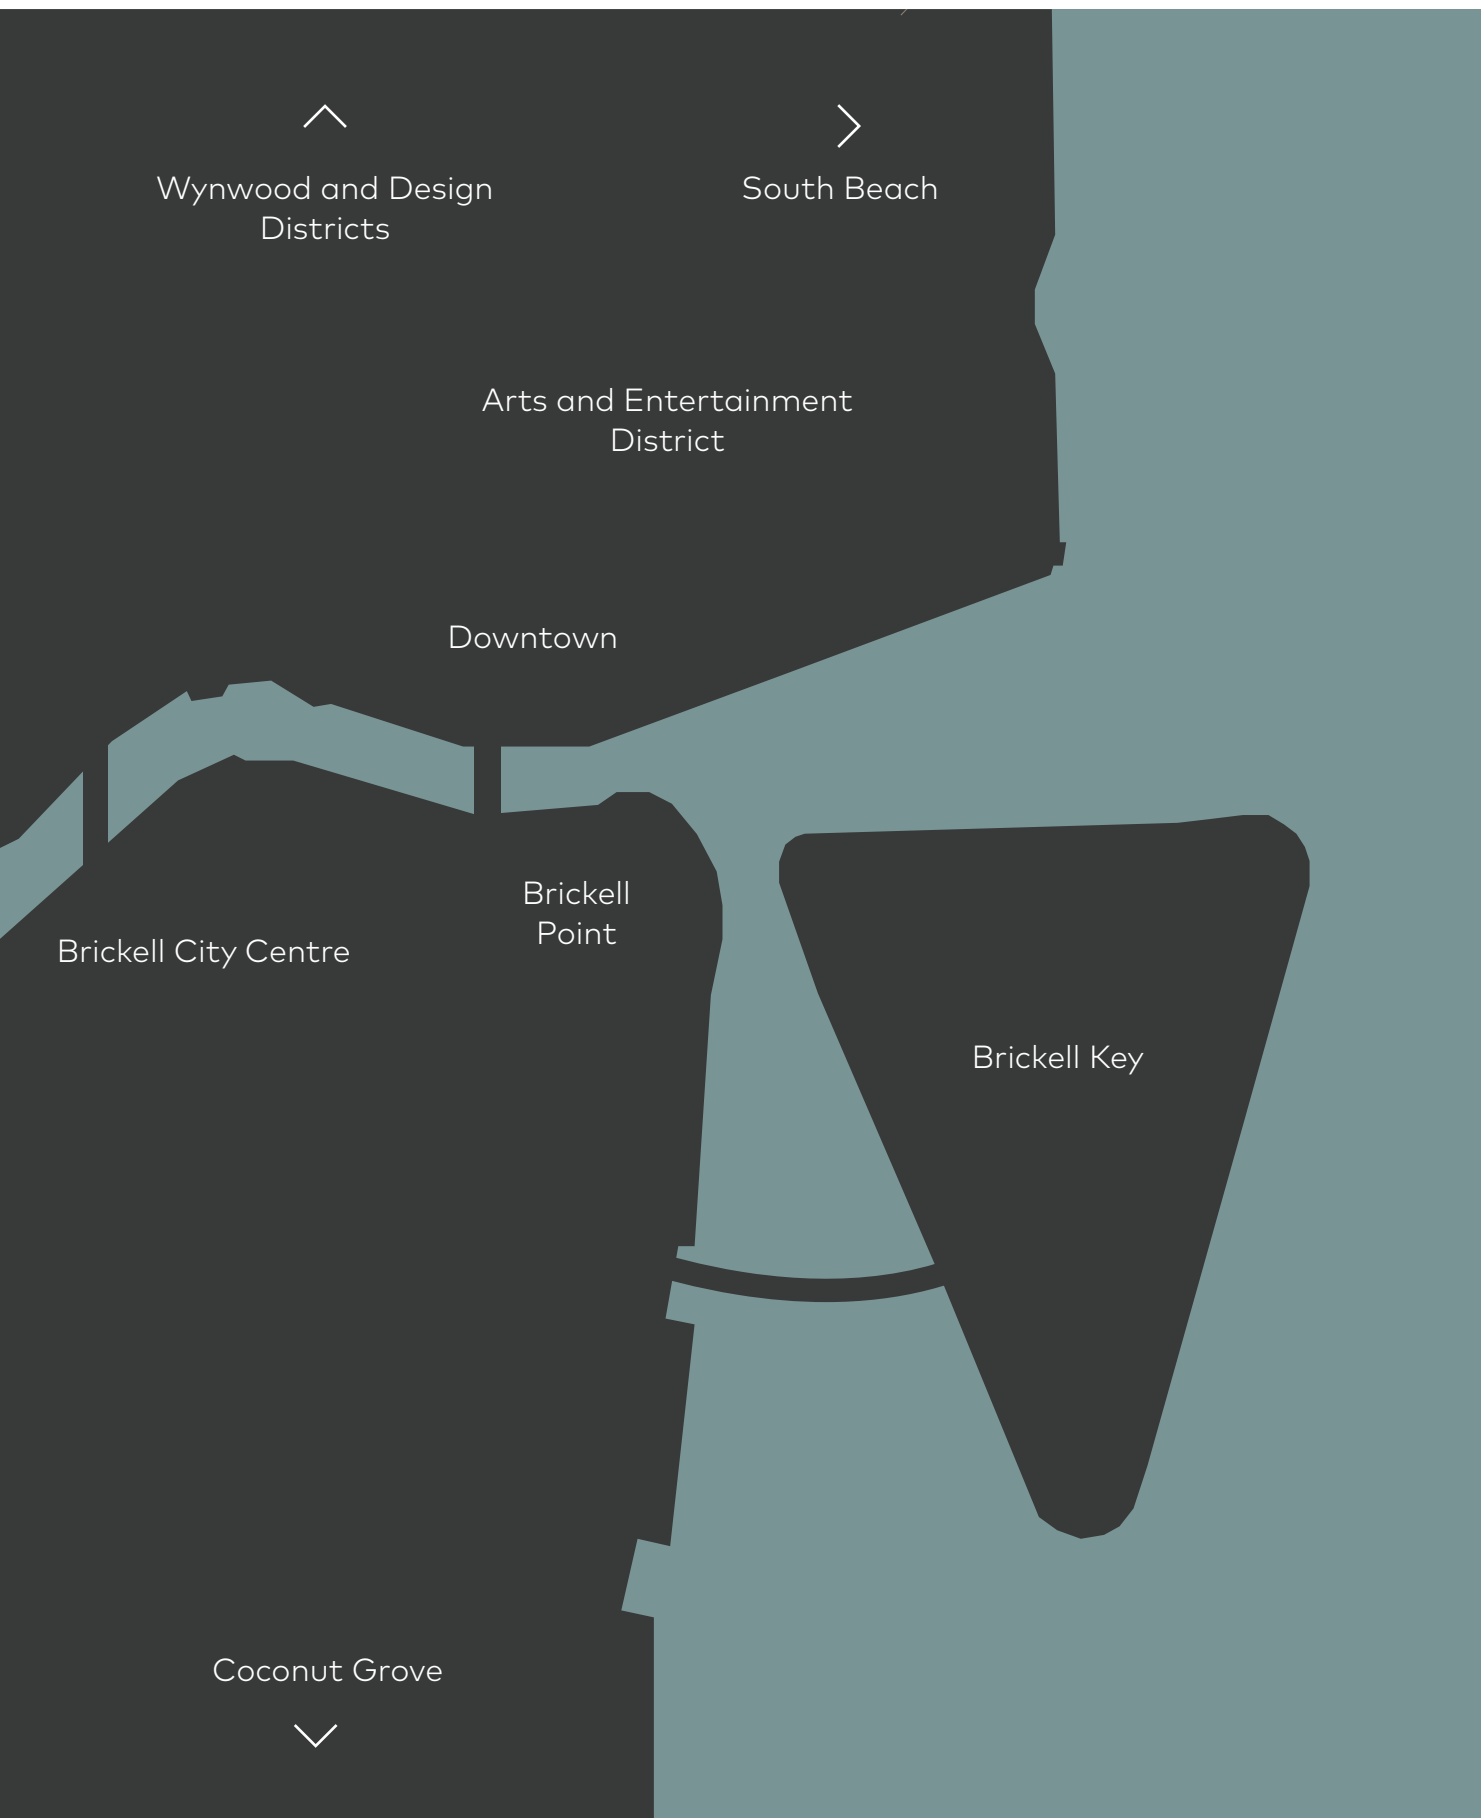 Wynwood and Design
Districts
South Beach
Arts and Entertainment
District
Downtown
Brickell
Point
Brickell City Centre
Brickell Key
Coconut Grove